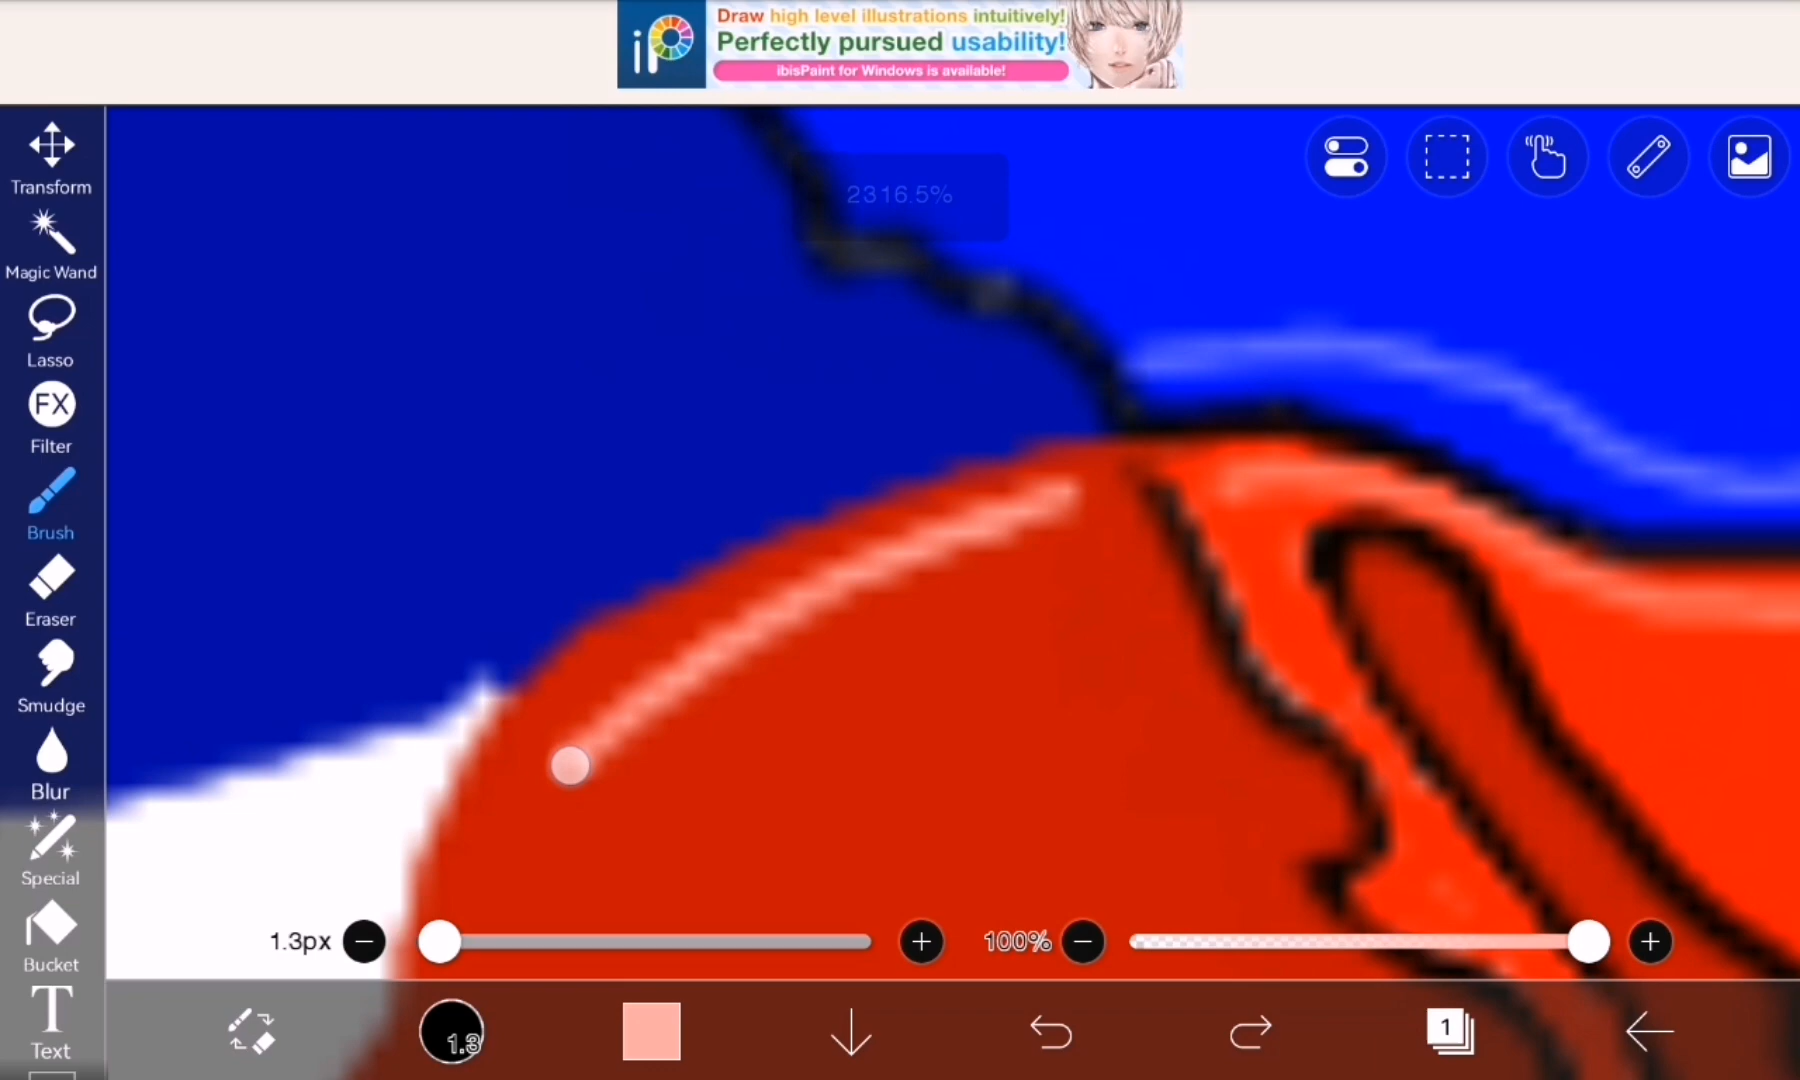 iP
Draw high level illustrations intuitively!
Perfectly pursued usability!
ibisPaint for Windows is available!
Transform
2316.5%
Magic Wand
Lasso
FX
Filter
Brush
Eraser
Smudge
Blur
Special
1.3px
100%
Bucket
T
Text
1.3
1